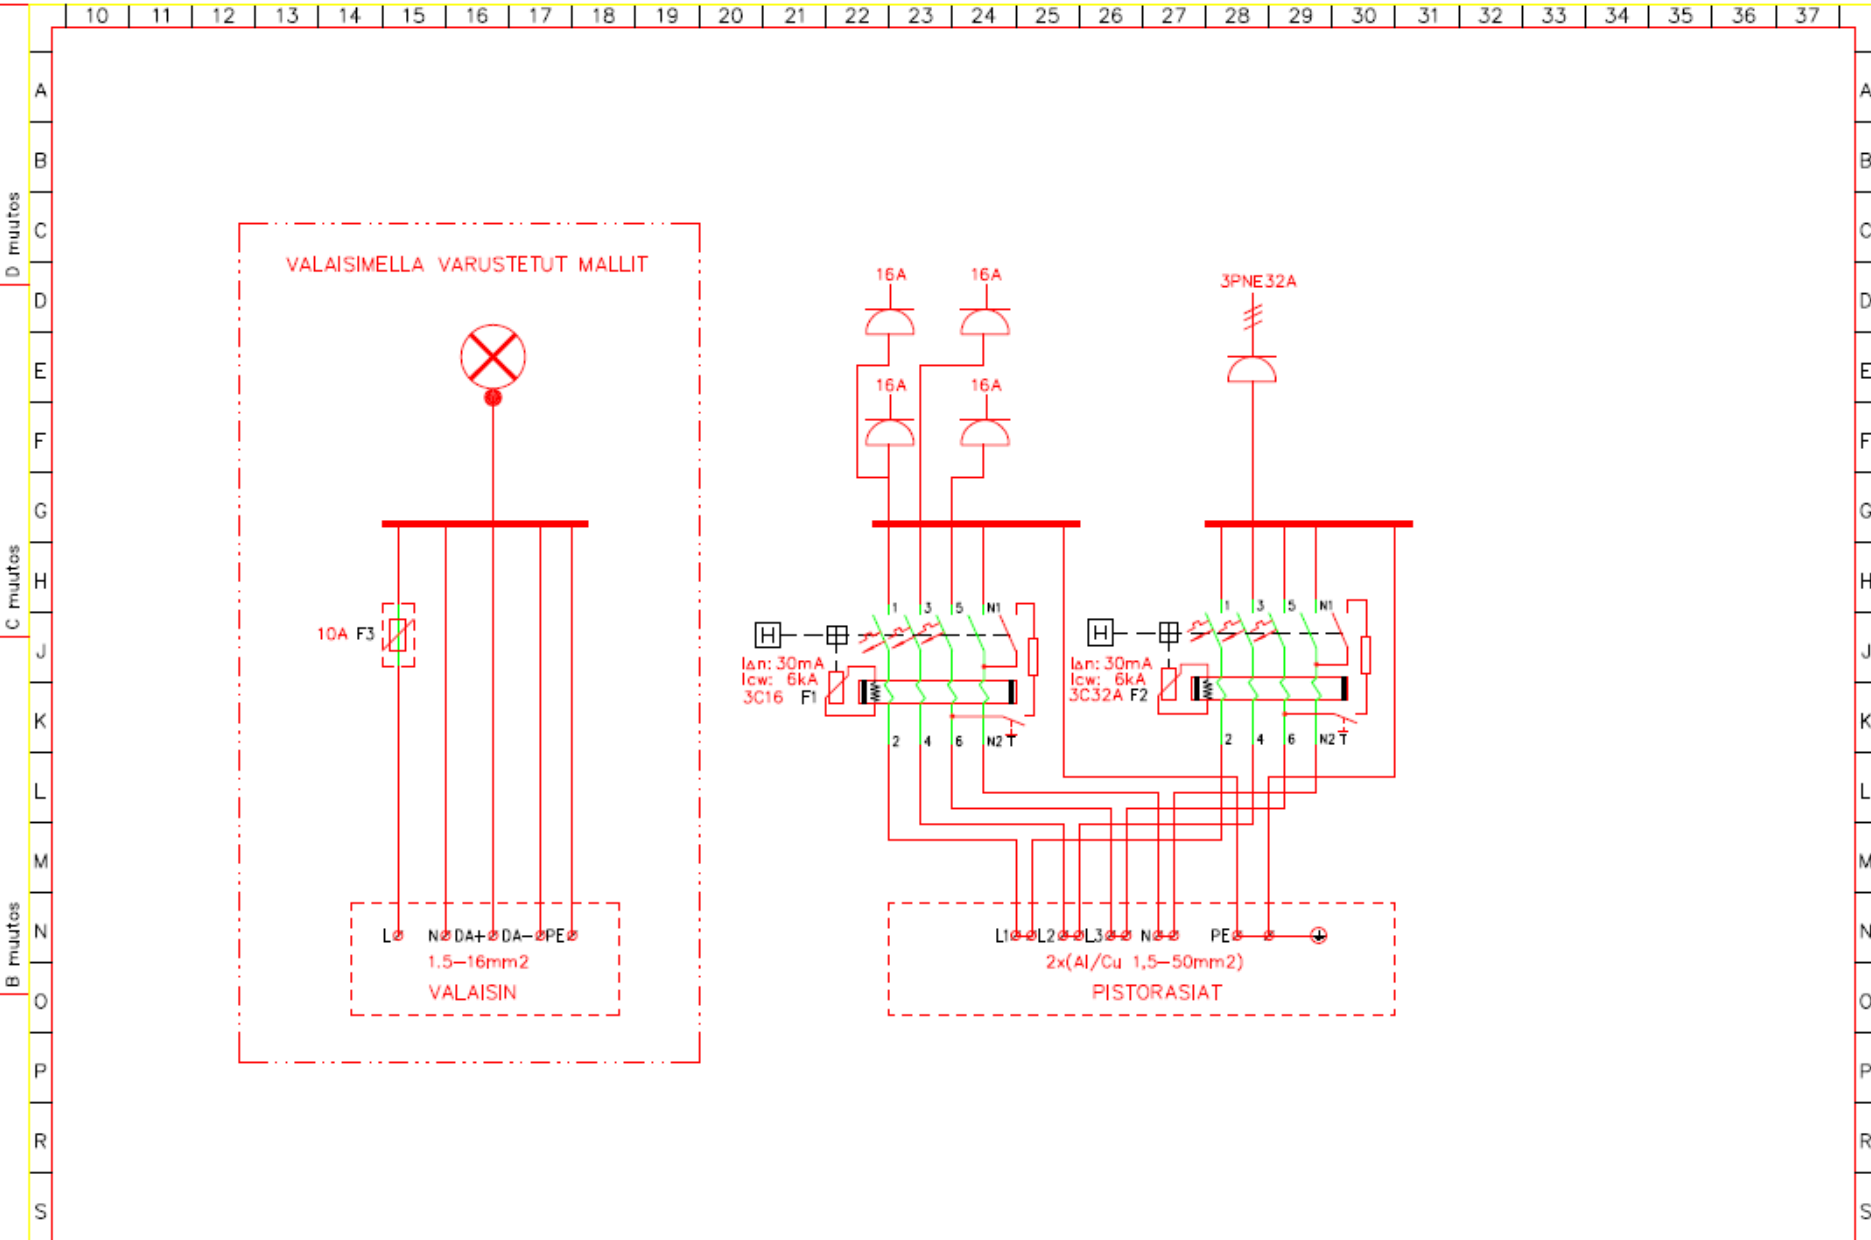 10 11 12 13 14 15 16 17 18 19 20 21 22 23 24 25 26 27 28 29 30 31 32 33 34 35 36 37
A A
B B
D muutos
C C
VALAISIMELLA VARUSTETUT MALLIT
16A 16A 3PNE32A
D D
E E
16A 16A
F F
G G
C muutos
H H
1 3 5 N1 1 3 5 N1
10A F3 H H
J J
IΔn: 30mA IΔn: 30mA
Icw: 6kA Icw: 6kA
3C16 F1 3C32A F2
K K
2 4 6 N2 T 2 4 6 N2 T
L L
M M
B muutos
N N
L N DA+ DA- PE L1 L2 L3 N PE
1.5-16mm2 2x(Al/Cu 1,5-50mm2)
VALAISIN PISTORASIAT
O O
P P
R R
S S